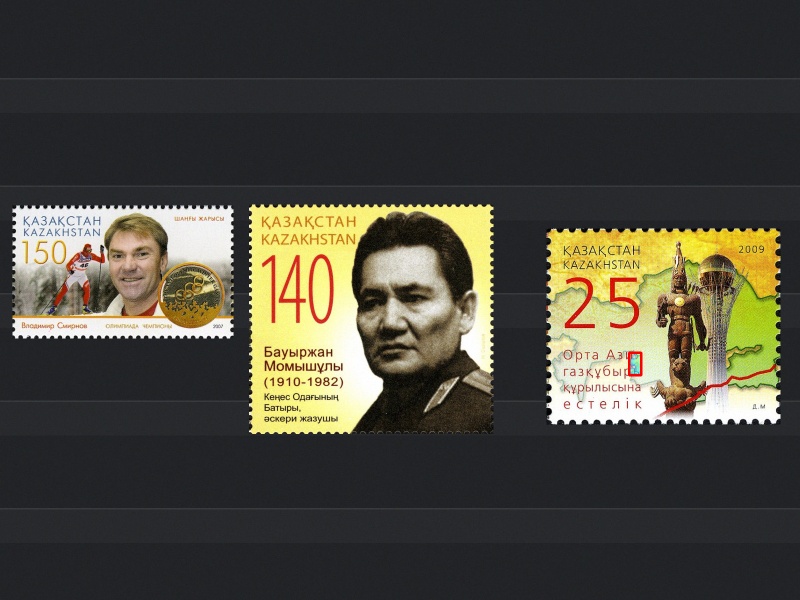 ҚАЗАҚСТАН
KAZAKHSTAN
150
ШАҢҒЫ ЖАРЫСЫ
Владимир Смирнов
ОЛИМПИАДА ЧЕМПИОНЫ
2007
ҚАЗАҚСТАН
KAZAKHSTAN
140
Бауыржан
Момышұлы
(1910-1982)
Кеңес Одағының
Батыры,
әскери жазушы
ҚАЗАҚСТАН
KAZAKHSTAN
2009
25
Орта Азия
газқұбыр
құрылысына
естелік
Д.М